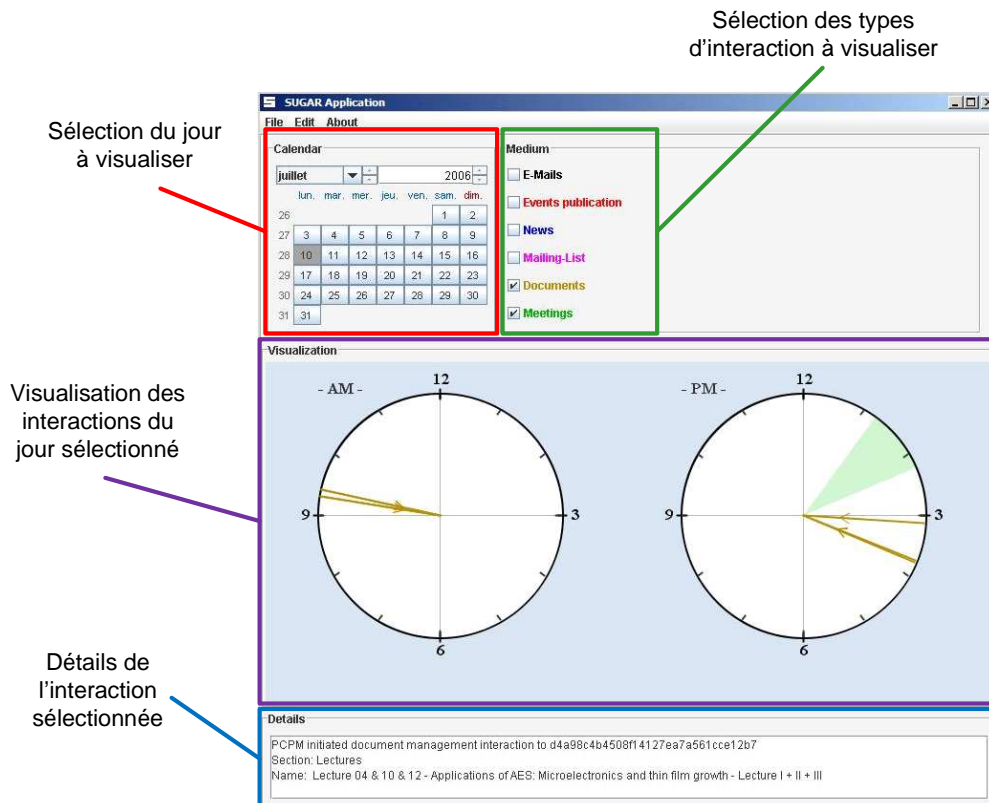 Sélection des types
d'interaction à visualiser
Sélection du jour
à visualiser
SUGAR Application
File Edit About
Calendar
juillet 2006
lun. mar. mer. jeu. ven. sam. dim.
26 1 2
27 3 4 5 6 7 8 9
28 10 11 12 13 14 15 16
29 17 18 19 20 21 22 23
30 24 25 26 27 28 29 30
31 31
Medium
E-Mails
Events publication
News
Mailing-List
Documents
Meetings
Visualisation des
interactions du
jour sélectionné
Visualization
- AM -
12
9
3
6
- PM -
12
9
3
6
Détails de
l'interaction
sélectionnée
Details
PCPM initiated document management interaction to d4a98c4b4508f14127ea7a561cce12b7
Section: Lectures
Name: Lecture 04 & 10 & 12 - Applications of AES: Microelectronics and thin film growth - Lecture I + II + III